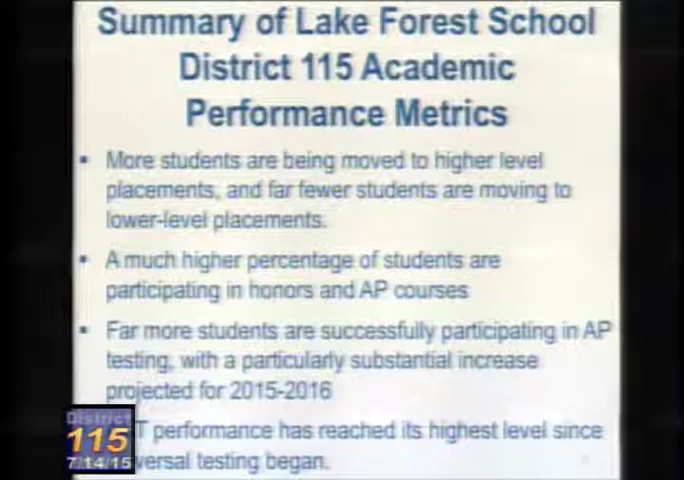 Summary of Lake Forest School
District 115 Academic
Performance Metrics
▪ More students are being moved to higher level
placements, and far fewer students are moving to
lower-level placements.
▪ A much higher percentage of students are
participating in honors and AP courses
▪ Far more students are successfully participating in AP
testing, with a particularly substantial increase
projected for 2015-2016
T performance has reached its highest level since
versal testing began.
District
115
7/14/15